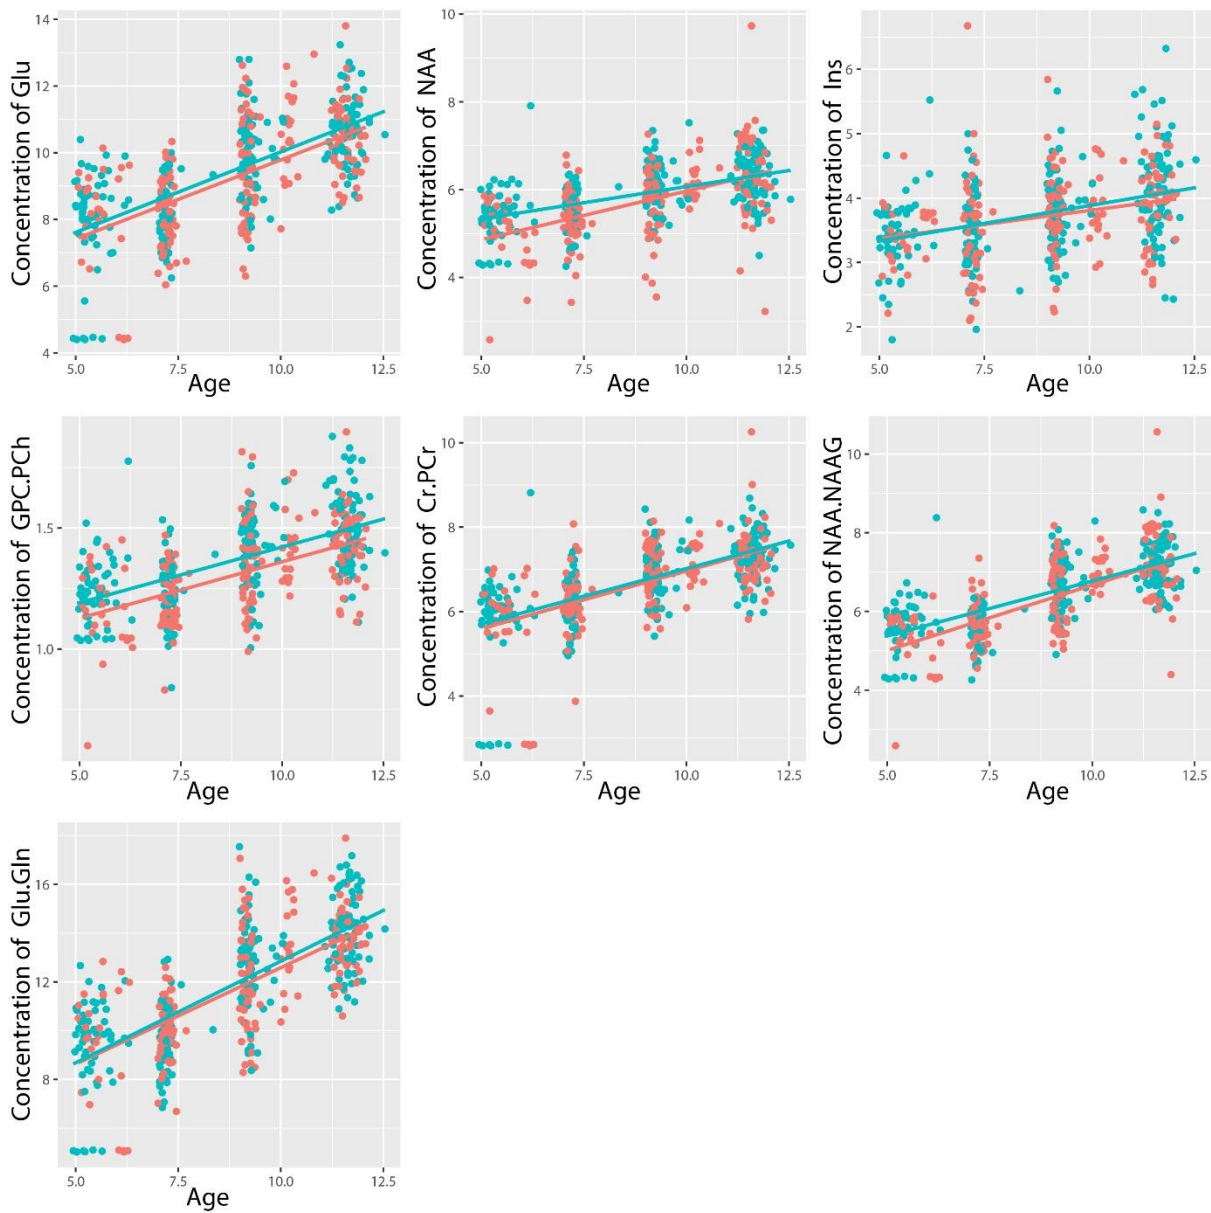 Concentration of Glu
14
12
10
8
6
4
5.0 7.5 10.0 12.5
Age
Concentration of NAA
10
8
6
4
5.0 7.5 10.0 12.5
Age
Concentration of Ins
6
5
4
3
2
5.0 7.5 10.0 12.5
Age
Concentration of GPC.PCh
1.5
1.0
5.0 7.5 10.0 12.5
Age
Concentration of Cr.PCr
10
8
6
4
5.0 7.5 10.0 12.5
Age
Concentration of NAA.NAAG
10
8
6
4
5.0 7.5 10.0 12.5
Age
Concentration of Glu.Gln
16
12
8
5.0 7.5 10.0 12.5
Age